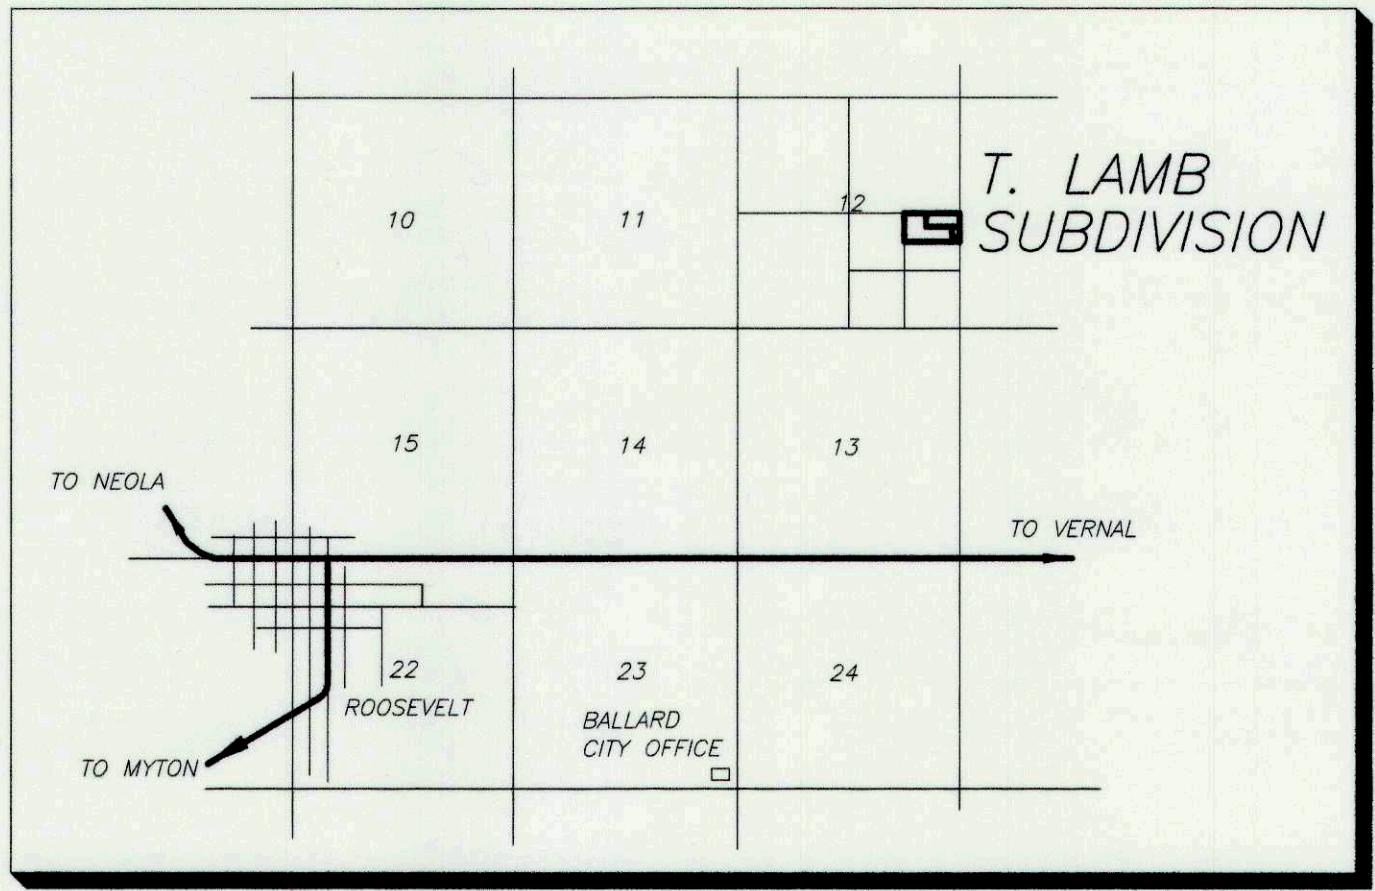 T. LAMB
SUBDIVISION
10
11
12
15
14
13
TO NEOLA
TO VERNAL
22
23
24
ROOSEVELT
BALLARD
CITY OFFICE
TO MYTON